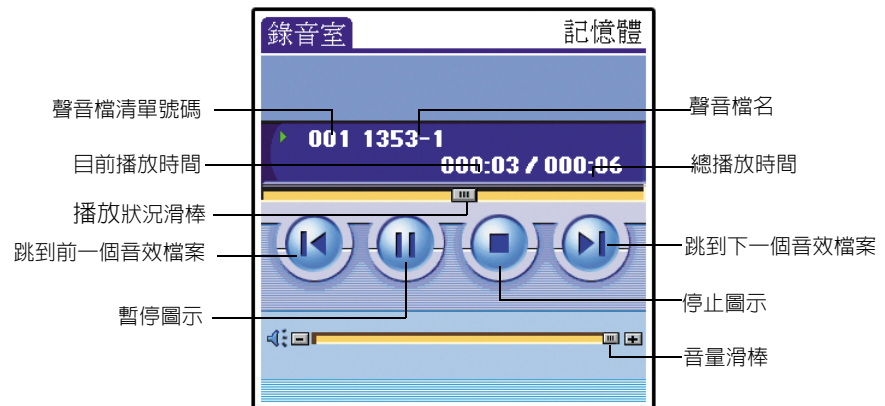 錄音室 記憶體
聲音檔清單號碼
聲音檔名
001 1353-1
目前播放時間
000:03 / 000:06
總播放時間
播放狀況滑棒
跳到前一個音效檔案
跳到下一個音效檔案
暫停圖示
停止圖示
音量滑棒